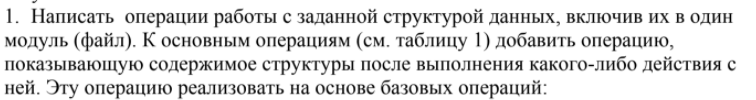 1. Написать операции работы с заданной структурой данных, включив их в один
модуль (файл). К основным операциям (см. таблицу 1) добавить операцию,
показывающую содержимое структуры после выполнения какого-либо действия с
ней. Эту операцию реализовать на основе базовых операций: